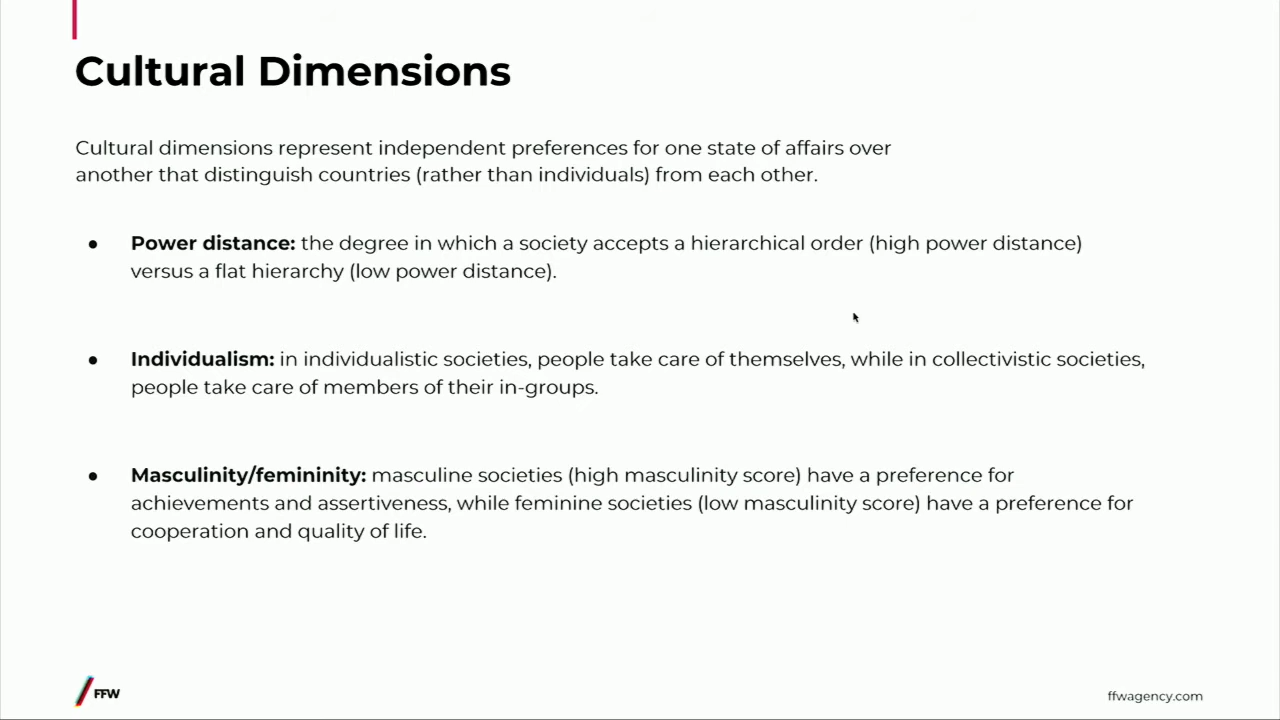 Cultural Dimensions
Cultural dimensions represent independent preferences for one state of affairs over
another that distinguish countries (rather than individuals) from each other.
● Power distance: the degree in which a society accepts a hierarchical order (high power distance)
versus a flat hierarchy (low power distance).
● Individualism: in individualistic societies, people take care of themselves, while in collectivistic societies,
people take care of members of their in-groups.
● Masculinity/femininity: masculine societies (high masculinity score) have a preference for
achievements and assertiveness, while feminine societies (low masculinity score) have a preference for
cooperation and quality of life.
FFW
ffwagency.com